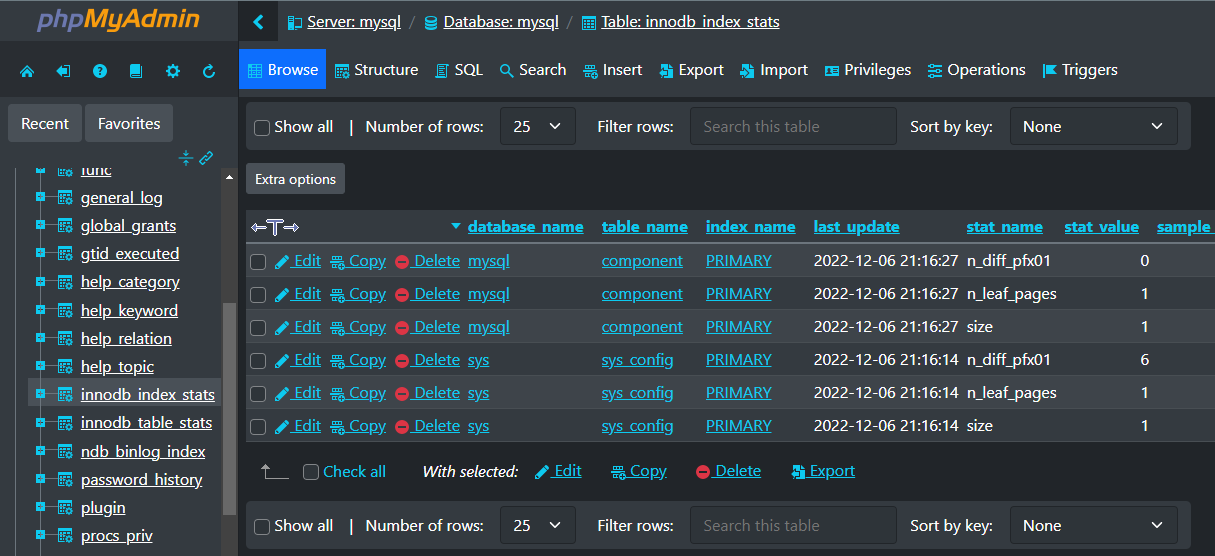 phpMyAdmin
Server: mysql / Database: mysql / Table: innodb_index_stats
Browse Structure SQL Search Insert Export Import Privileges Operations Triggers
Recent Favorites
func
general_log
global_grants
gtid_executed
help_category
help_keyword
help_relation
help_topic
innodb_index_stats
innodb_table_stats
ndb_binlog_index
password_history
plugin
procs_priv
Show all | Number of rows: 25 Filter rows: Search this table Sort by key: None
Extra options
database_name table_name index_name last_update stat_name stat_value sample_
Edit Copy Delete mysql component PRIMARY 2022-12-06 21:16:27 n_diff_pfx01 0
Edit Copy Delete mysql component PRIMARY 2022-12-06 21:16:27 n_leaf_pages 1
Edit Copy Delete mysql component PRIMARY 2022-12-06 21:16:27 size 1
Edit Copy Delete sys sys_config PRIMARY 2022-12-06 21:16:14 n_diff_pfx01 6
Edit Copy Delete sys sys_config PRIMARY 2022-12-06 21:16:14 n_leaf_pages 1
Edit Copy Delete sys sys_config PRIMARY 2022-12-06 21:16:14 size 1
Check all With selected: Edit Copy Delete Export
Show all | Number of rows: 25 Filter rows: Search this table Sort by key: None